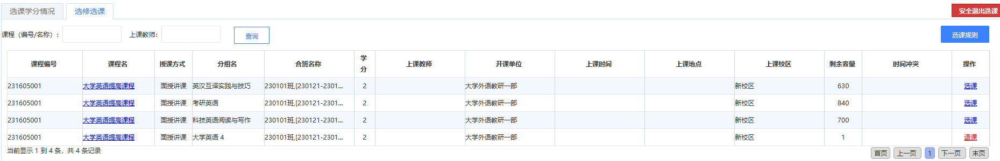 选课学分情况 选修选课 安全退出选课
课程（编号/名称）： 上课教师： 查询 选课规则
课程编号 课程名 授课方式 分组名 合班名称 学分 上课教师 开课单位 上课时间 上课地点 上课校区 剩余容量 时间冲突 操作
231605001 大学英语提高课程 面授讲课 英汉互译实践与技巧 230101班,[230121-2301... 2 大学外语教研一部 新校区 630 选课
231605001 大学英语提高课程 面授讲课 考研英语 230101班,[230121-2301... 2 大学外语教研一部 新校区 840 选课
231605001 大学英语提高课程 面授讲课 科技英语阅读与写作 230101班,[230121-2301... 2 大学外语教研一部 新校区 700 选课
231605001 大学英语提高课程 面授讲课 大学英语 4 230101班,[230121-2301... 2 大学外语教研一部 新校区 1 退课
当前显示 1 到 4 条，共 4 条记录 首页 上一页 1 下一页 末页